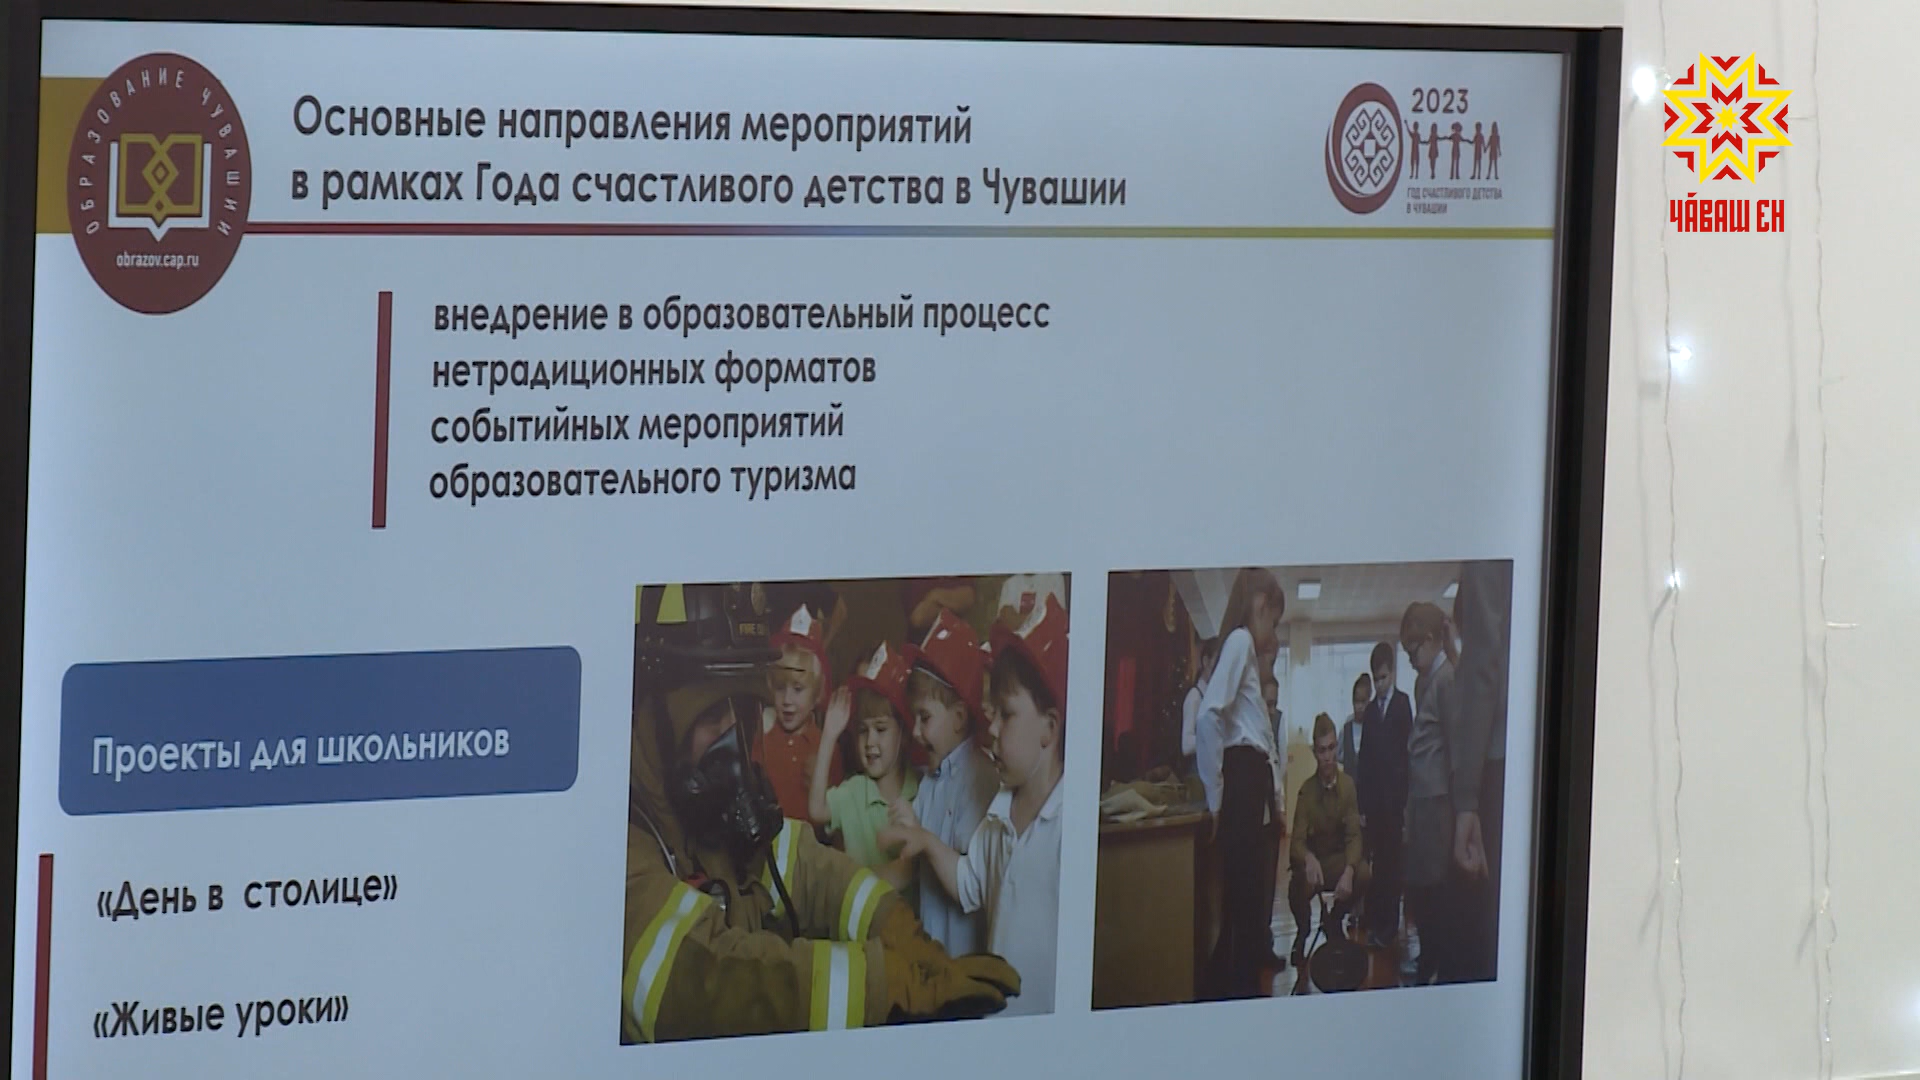 ОБРАЗОВАНИЕ ЧУВАШИИ
obrazov.cap.ru
Основные направления мероприятий
в рамках Года счастливого детства в Чувашии
2023
ГОД СЧАСТЛИВОГО ДЕТСТВА
В ЧУВАШИИ
ЧӐВАШ ЕН
внедрение в образовательный процесс
нетрадиционных форматов
событийных мероприятий
образовательного туризма
Проекты для школьников
«День в столице»
«Живые уроки»